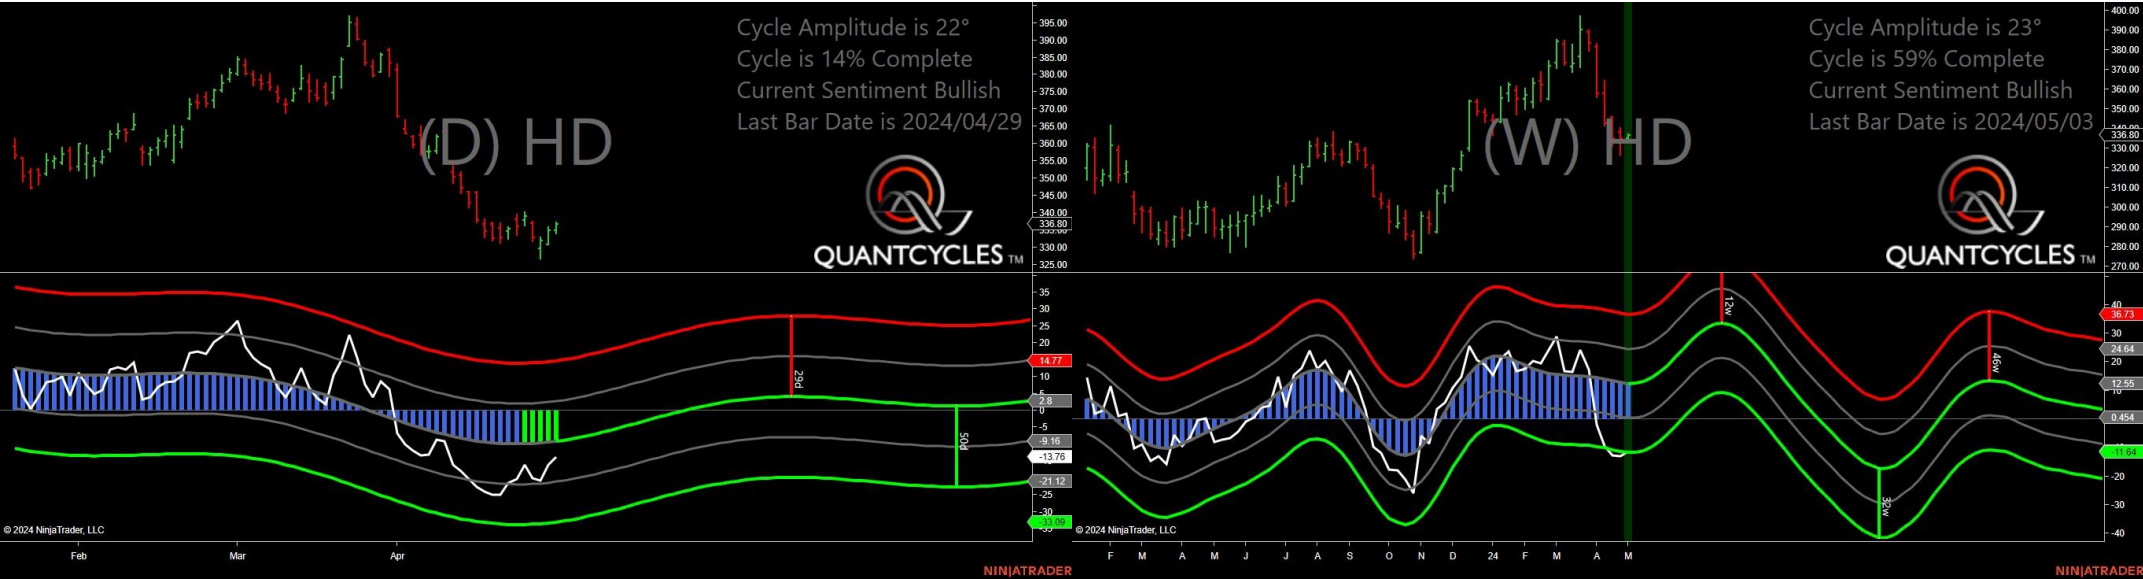 Cycle Amplitude is 22°
Cycle is 14% Complete
Current Sentiment Bullish
Last Bar Date is 2024/04/29
(D) HD
QUANTCYCLES TM
395.00
390.00
385.00
380.00
375.00
370.00
365.00
360.00
355.00
350.00
345.00
340.00
336.80
330.00
325.00
35
30
25
20
14.77
10
2.8
0
-5
-9.16
-13.76
-21.12
-25
-30
-33.09
29d
50d
© 2024 NinjaTrader, LLC
Feb Mar Apr
NINJATRADER
Cycle Amplitude is 23°
Cycle is 59% Complete
Current Sentiment Bullish
Last Bar Date is 2024/05/03
(W) HD
QUANTCYCLES TM
400.00
390.00
380.00
370.00
360.00
350.00
336.80
330.00
320.00
310.00
300.00
290.00
280.00
270.00
40
36.73
30
24.64
20
12.55
0.454
-11.64
-20
-30
-40
12w
32w
46w
© 2024 NinjaTrader, LLC
F M A M J J A S O N D 24 F M A M
NINJATRADER